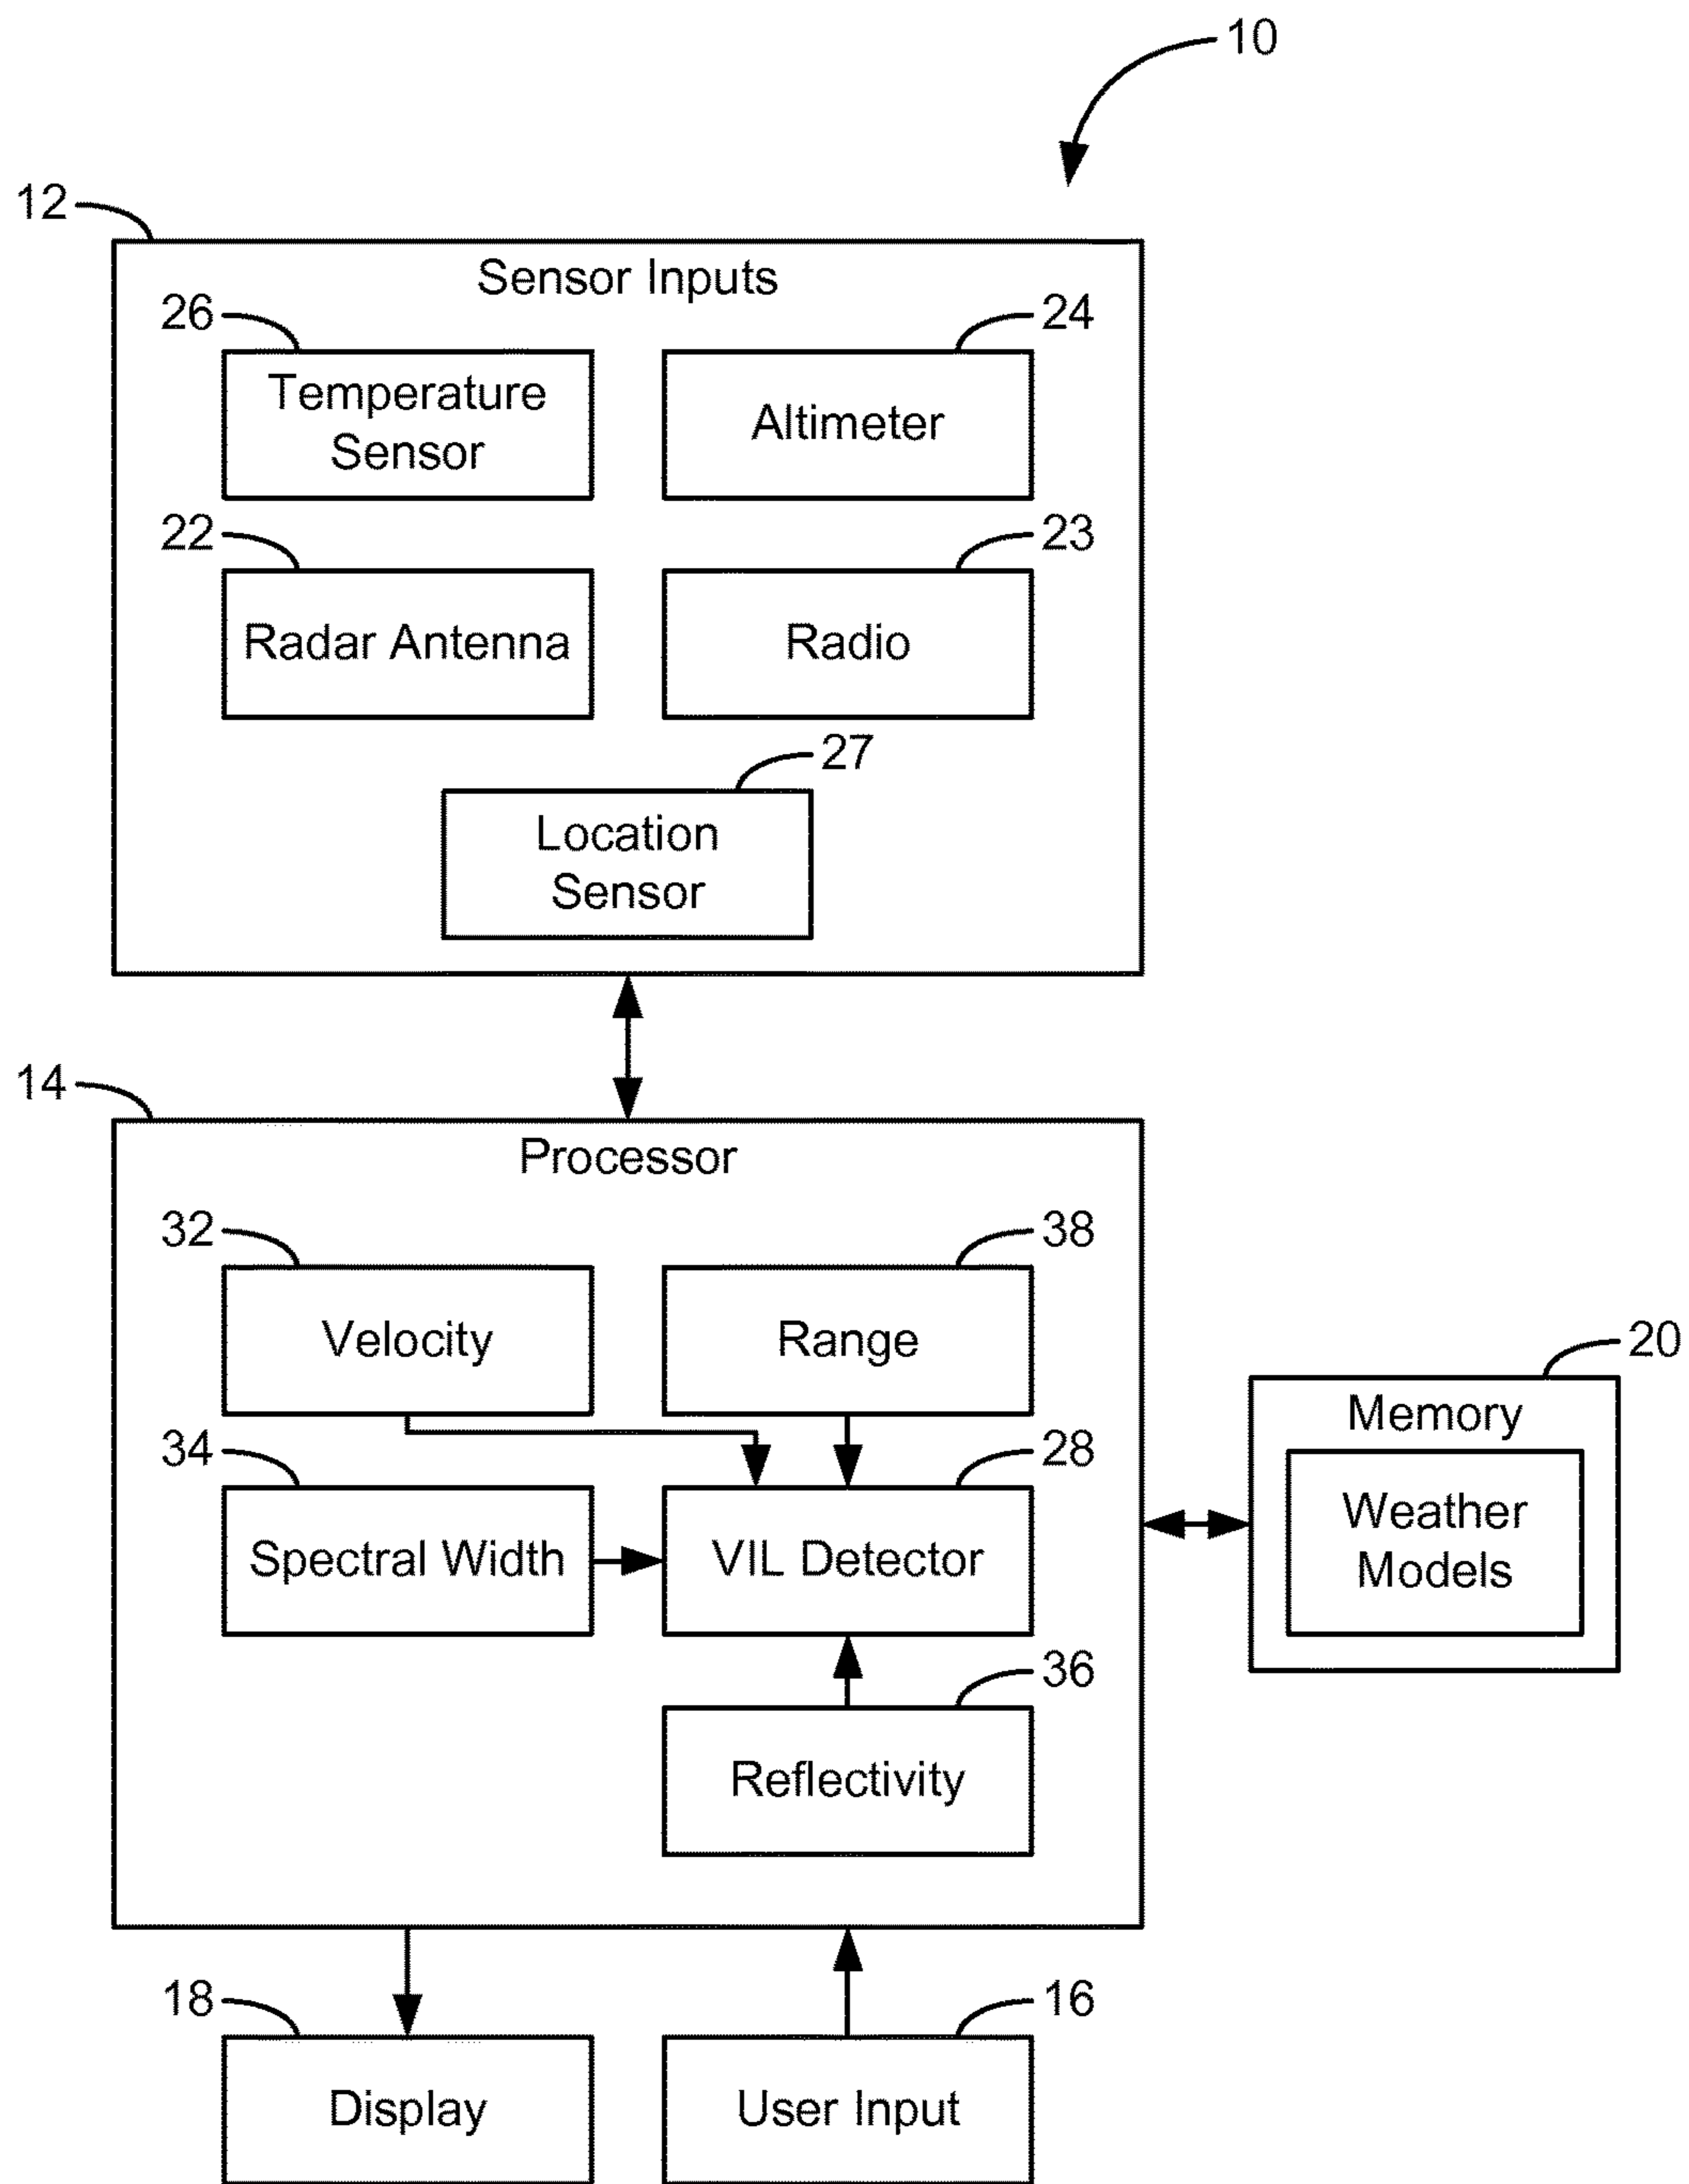 10
12
Sensor Inputs
26
24
Temperature
Sensor
Altimeter
22
23
Radar Antenna
Radio
27
Location
Sensor
14
Processor
32
38
Velocity
Range
20
Memory
Weather
Models
34
28
Spectral Width
VIL Detector
36
Reflectivity
18
16
Display
User Input